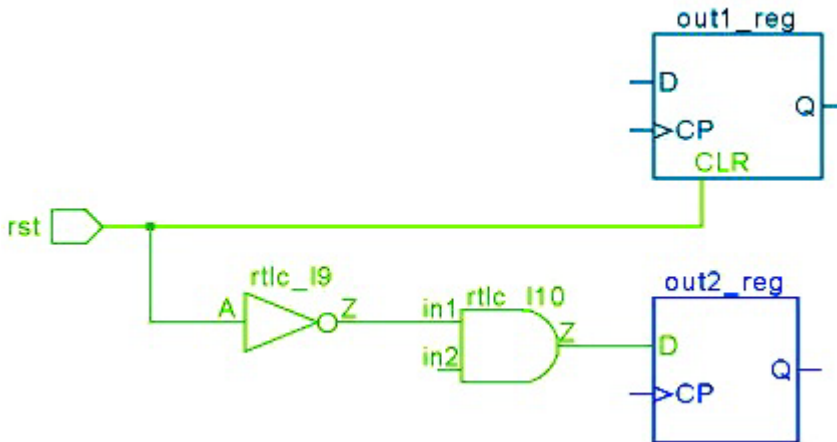 out1_reg
D
Q
CP
CLR
rst
rtlc_I9
A
Z
rtlc_I10
in1
in2
Z
out2_reg
D
Q
CP